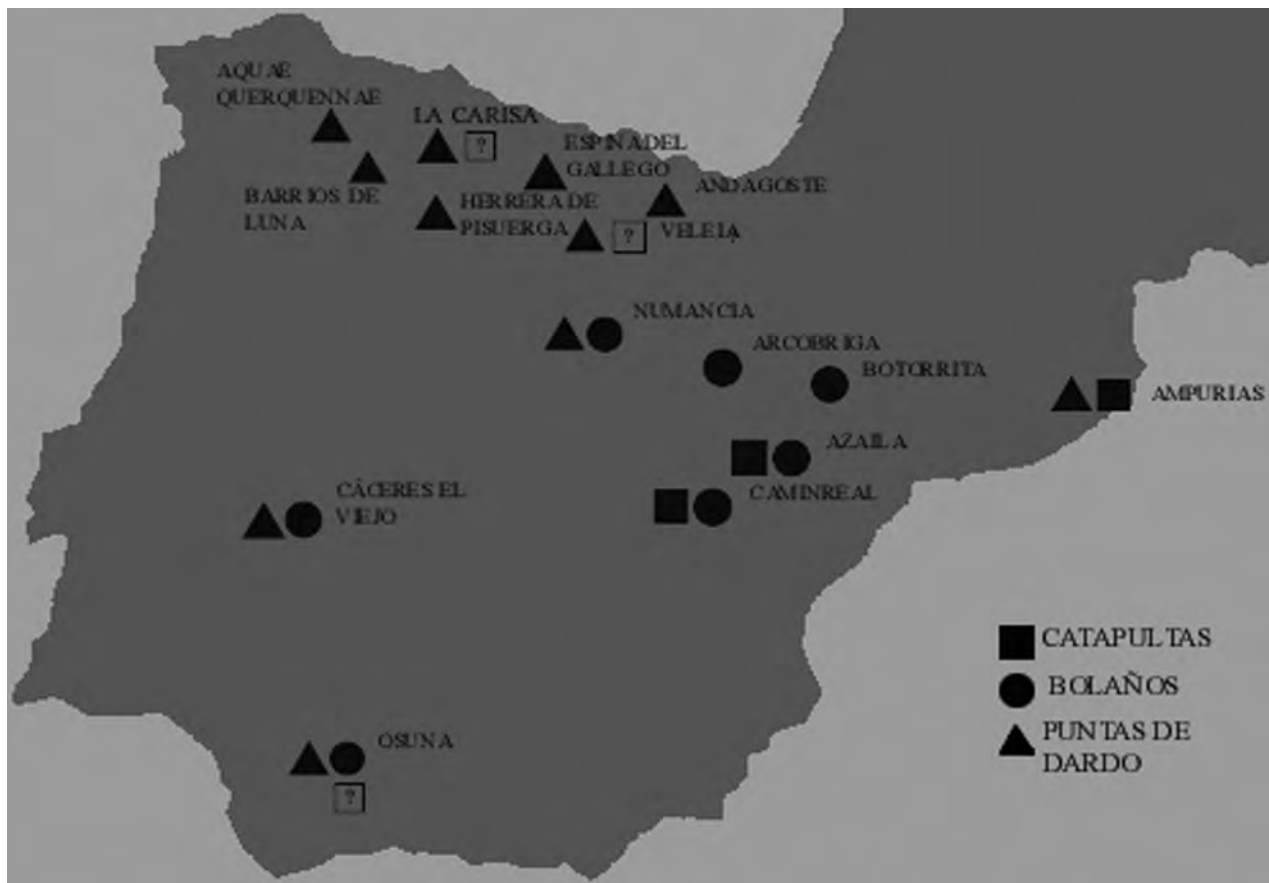 AQUAE
QUERQUENNAE
LA CARISA
?
ESPINA DEL
GALLEGO
BARRIOS DE
LUNA
HERRERA DE
PISUERGA
ANDAGOSTE
?
VELEIA
NUMANCIA
ARCOBRIGA
BOTORRITA
AMPURIAS
AZAILA
CAMINREAL
CÁCERES EL
VIEJO
OSUNA
?
CATAPULTAS
BOLAÑOS
PUNTAS DE
DARDO